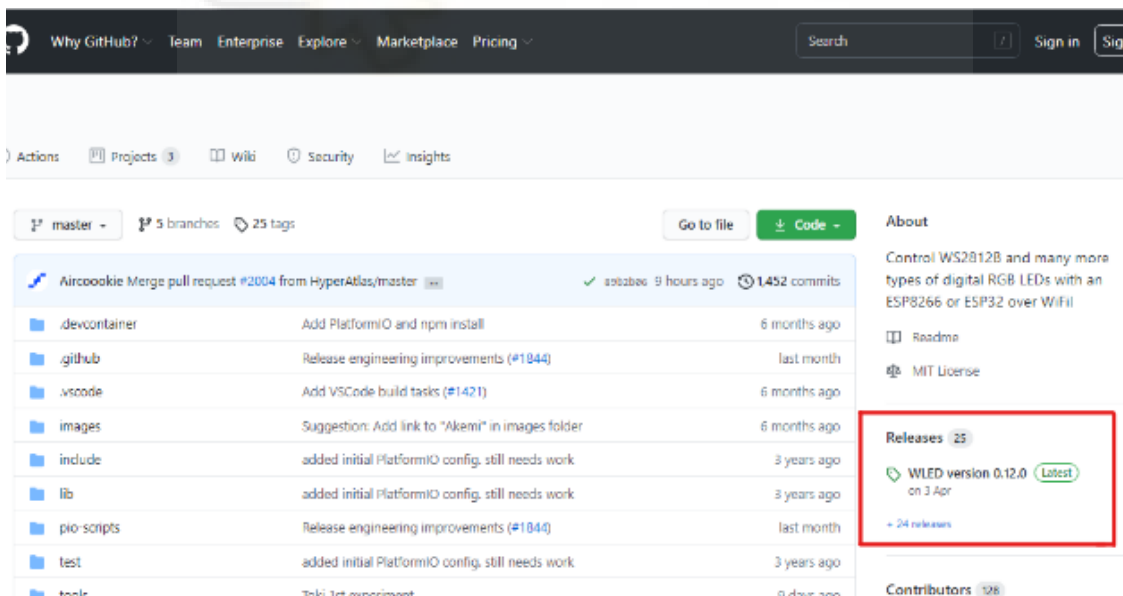 Why GitHub? Team Enterprise Explore Marketplace Pricing Search / Sign in Sig
Actions Projects 3 Wiki Security Insights
master 5 branches 25 tags Go to file Code
Aircoookie Merge pull request #2004 from HyperAtlas/master ... 9 hours ago 1,452 commits
.devcontainer Add PlatformIO and npm install 6 months ago
.github Release engineering improvements (#1844) last month
.vscode Add VSCode build tasks (#1421) 6 months ago
images Suggestion: Add link to "Akemi" in images folder 6 months ago
include added initial PlatformIO config. still needs work 3 years ago
lib added initial PlatformIO config. still needs work 3 years ago
pio-scripts Release engineering improvements (#1844) last month
test added initial PlatformIO config. still needs work 3 years ago
tools Toki 1st experiment 9 days ago
About
Control WS2812B and many more
types of digital RGB LEDs with an
ESP8266 or ESP32 over WiFi!
Readme
MIT License
Releases 25
WLED version 0.12.0 Latest
on 3 Apr
+ 24 releases
Contributors 128